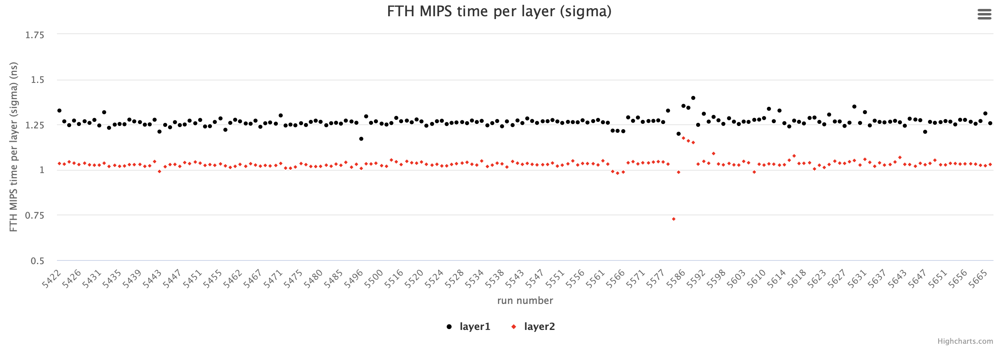 FTH MIPS time per layer (sigma)
FTH MIPS time per layer (sigma) (ns)
1.75
1.5
1.25
1
0.75
0.5
5422 5426 5431 5435 5439 5443 5447 5451 5455 5462 5467 5471 5475 5480 5485 5496 5500 5516 5520 5524 5528 5534 5538 5543 5547 5551 5556 5561 5566 5571 5577 5586 5592 5598 5603 5610 5614 5618 5623 5627 5631 5637 5643 5647 5651 5656 5665
run number
layer1 layer2
Highcharts.com